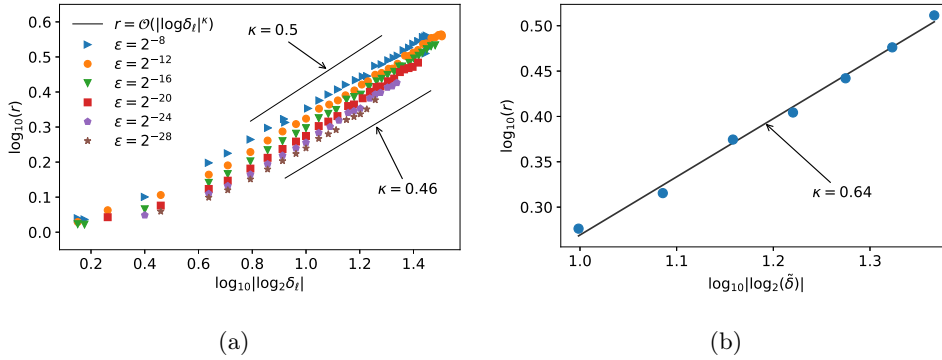 r = 𝒪(|logδℓ|^κ)
ε = 2^−8
ε = 2^−12
ε = 2^−16
ε = 2^−20
ε = 2^−24
ε = 2^−28
κ = 0.5
κ = 0.46
log10(r)
0.6
0.5
0.4
0.3
0.2
0.1
0.0
0.2 0.4 0.6 0.8 1.0 1.2 1.4
log10|log2δℓ|
(a)
log10(r)
0.50
0.45
0.40
0.35
0.30
κ = 0.64
1.0 1.1 1.2 1.3
log10|log2(δ̃)|
(b)